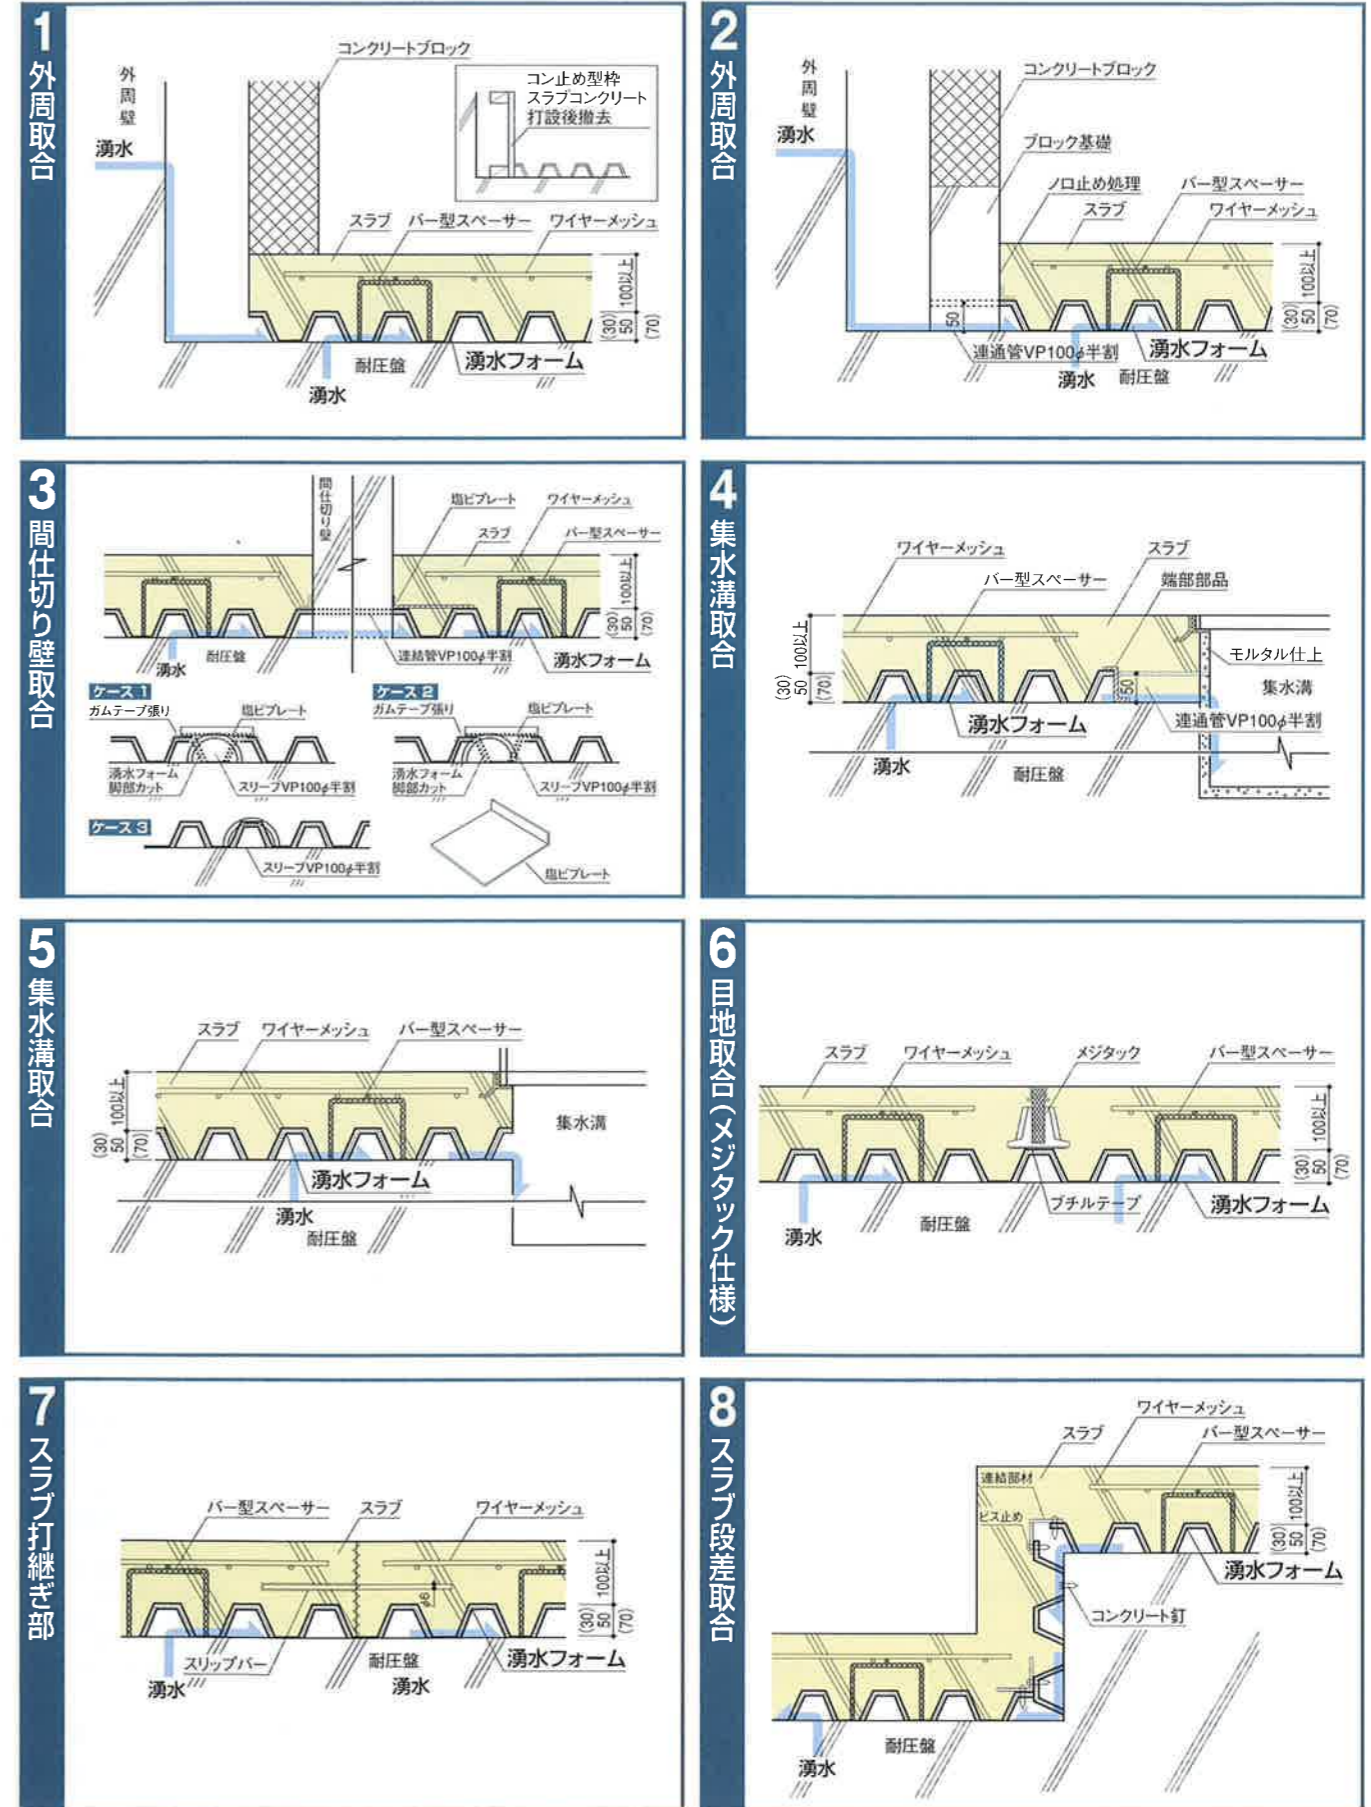 1 外周取合
外周壁
湧水
コンクリートブロック
コン止め型枠
スラブコンクリート
打設後撤去
スラブ
バー型スペーサー
ワイヤーメッシュ
100以上
(30)
50
(70)
耐圧盤
湧水フォーム
湧水
2 外周取合
外周壁
湧水
コンクリートブロック
ブロック基礎
ノロ止め処理
バー型スペーサー
スラブ
ワイヤーメッシュ
100以上
50
(30)
50
(70)
連通管VP100φ半割
湧水フォーム
湧水
耐圧盤
3 間仕切り壁取合
間仕切り壁
塩ビプレート
ワイヤーメッシュ
スラブ
バー型スペーサー
100以上
(30)
50
(70)
湧水
耐圧盤
連結管VP100φ半割
湧水フォーム
ケース1
ガムテープ張り
塩ビプレート
湧水フォーム
脚部カット
スリーブVP100φ半割
ケース2
ガムテープ張り
塩ビプレート
湧水フォーム
脚部カット
スリーブVP100φ半割
ケース3
スリーブVP100φ半割
塩ビプレート
4 集水溝取合
ワイヤーメッシュ
スラブ
バー型スペーサー
端部部品
100以上
(30)
50
(70)
50
モルタル仕上
集水溝
連通管VP100φ半割
湧水フォーム
湧水
耐圧盤
5 集水溝取合
スラブ
ワイヤーメッシュ
バー型スペーサー
100以上
(30)
50
(70)
集水溝
湧水フォーム
湧水
耐圧盤
6 目地取合(メジタック仕様)
スラブ
ワイヤーメッシュ
メジタック
バー型スペーサー
100以上
(30)
50
(70)
ブチルテープ
湧水フォーム
耐圧盤
湧水
7 スラブ打継ぎ部
バー型スペーサー
スラブ
ワイヤーメッシュ
φ6
100以上
(30)
50
(70)
スリップバー
耐圧盤
湧水フォーム
湧水
湧水
8 スラブ段差取合
ワイヤーメッシュ
スラブ
バー型スペーサー
連結部材
ビス止め
100以上
(30)
50
(70)
湧水フォーム
コンクリート釘
耐圧盤
湧水